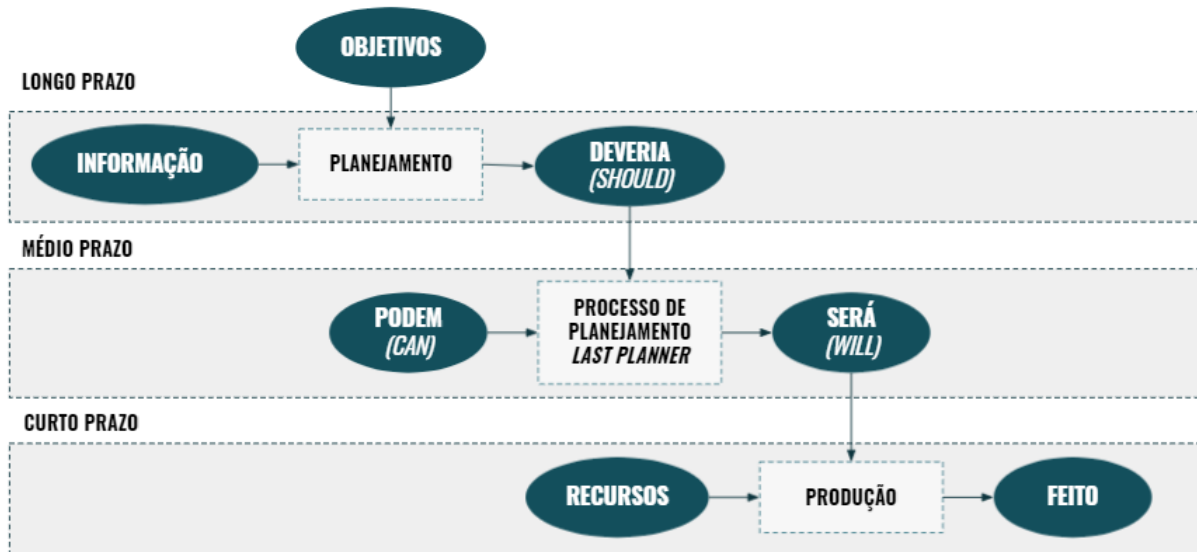 OBJETIVOS
LONGO PRAZO
INFORMAÇÃO
PLANEJAMENTO
DEVERIA
(SHOULD)
MÉDIO PRAZO
PODEM
(CAN)
PROCESSO DE
PLANEJAMENTO
LAST PLANNER
SERÁ
(WILL)
CURTO PRAZO
RECURSOS
PRODUÇÃO
FEITO